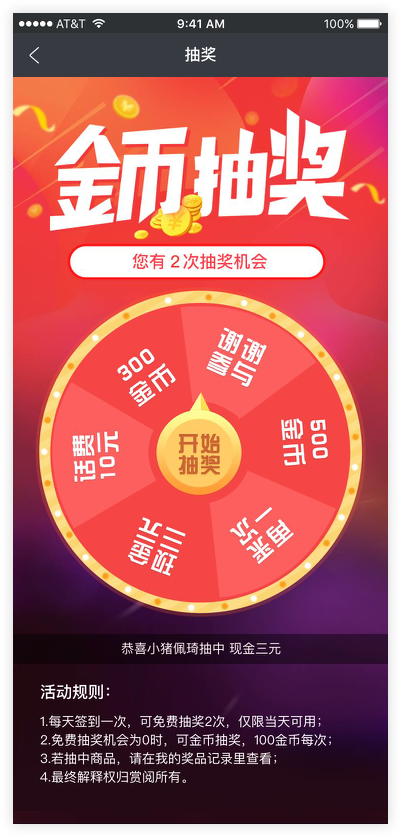 AT&T 9:41 AM 100%
抽奖
金币抽奖
您有 2 次抽奖机会
300
金币
谢谢
参与
500
金币
再来
一次
现金
三元
话费
10元
开始
抽奖
恭喜小猪佩琦抽中 现金三元
活动规则：
1.每天签到一次，可免费抽奖2次，仅限当天可用；
2.免费抽奖机会为0时，可金币抽奖，100金币每次；
3.若抽中商品，请在我的奖品记录里查看；
4.最终解释权归赏阅所有。